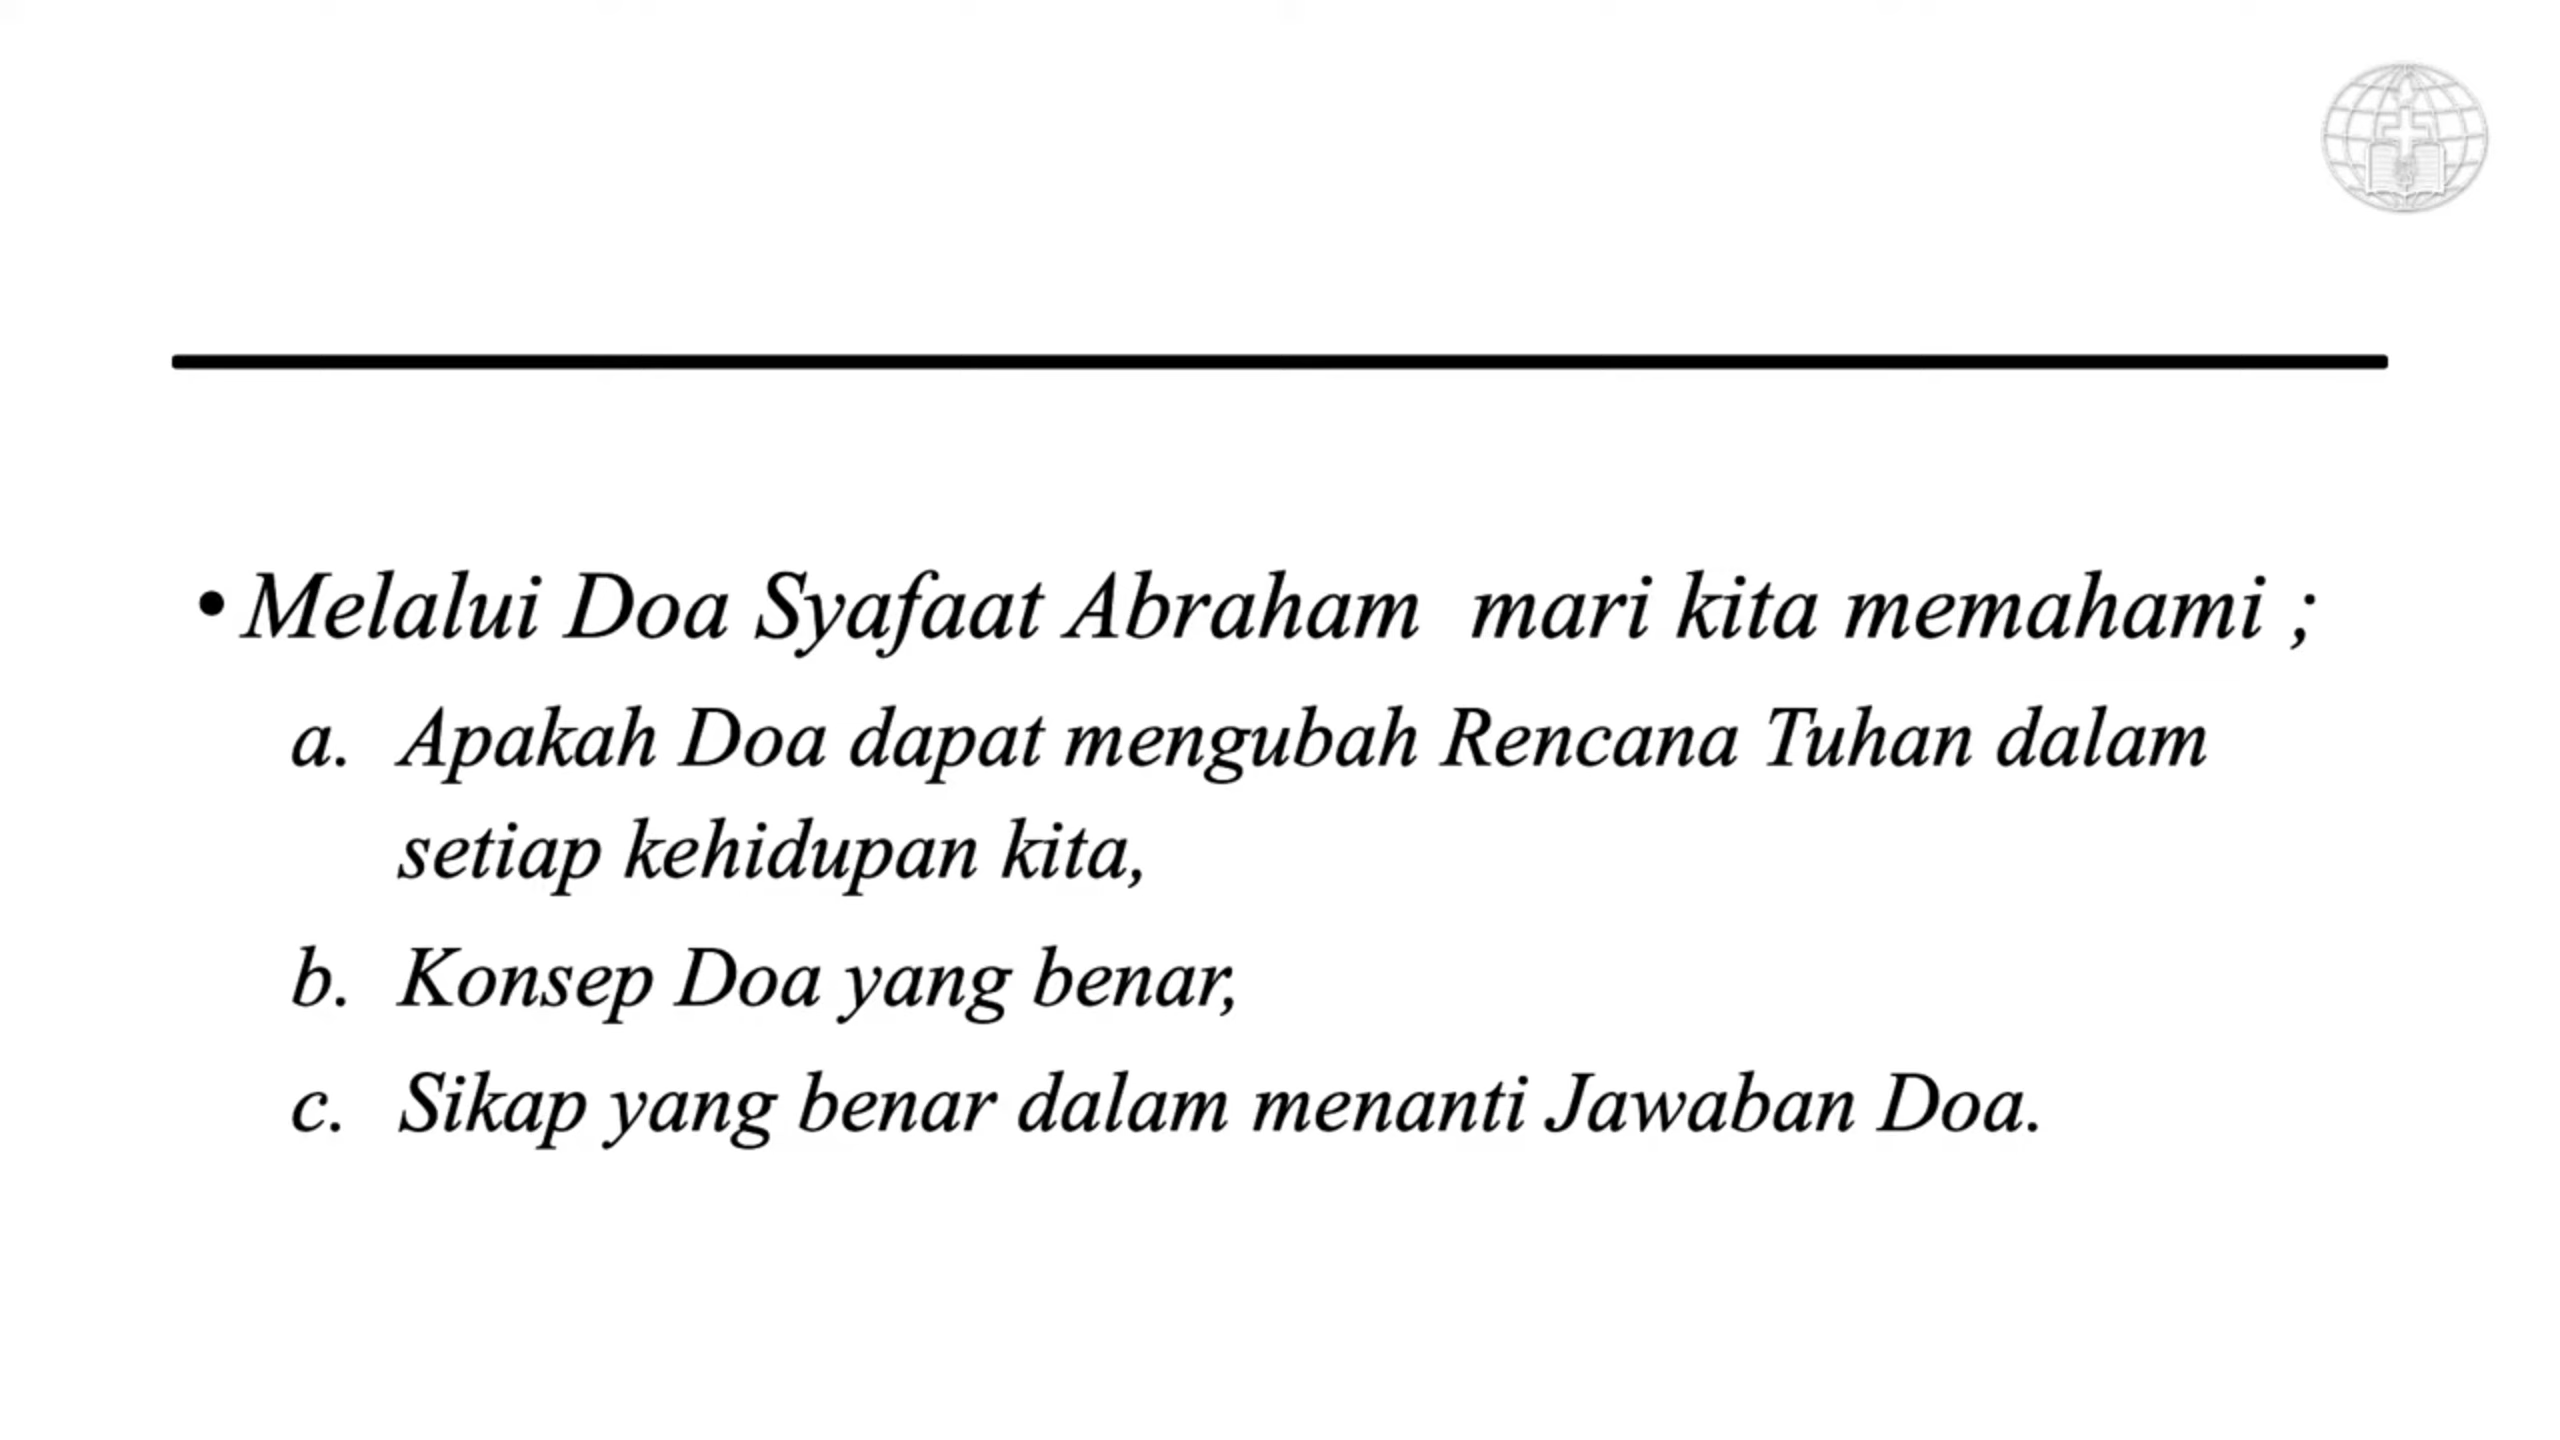 • Melalui Doa Syafaat Abraham  mari kita memahami ;
a. Apakah Doa dapat mengubah Rencana Tuhan dalam
setiap kehidupan kita,
b. Konsep Doa yang benar,
c. Sikap yang benar dalam menanti Jawaban Doa.